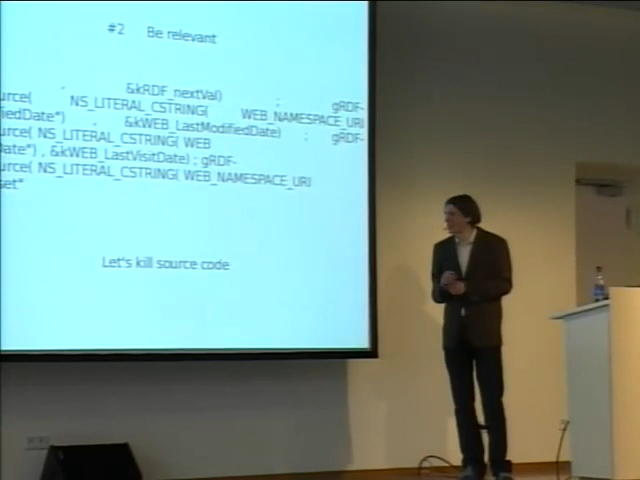 #2 Be relevant
&kRDF_nextVal) : gRDF-
urce( NS_LITERAL_CSTRING( WEB_NAMESPACE_URI
iedDate") , &kWEB_LastModifiedDate) : gRDF-
urce( NS_LITERAL_CSTRING( WEB
Date") , &kWEB_LastVisitDate) : gRDF-
urce( NS_LITERAL_CSTRING( WEB_NAMESPACE_URI
set"
Let's kill source code